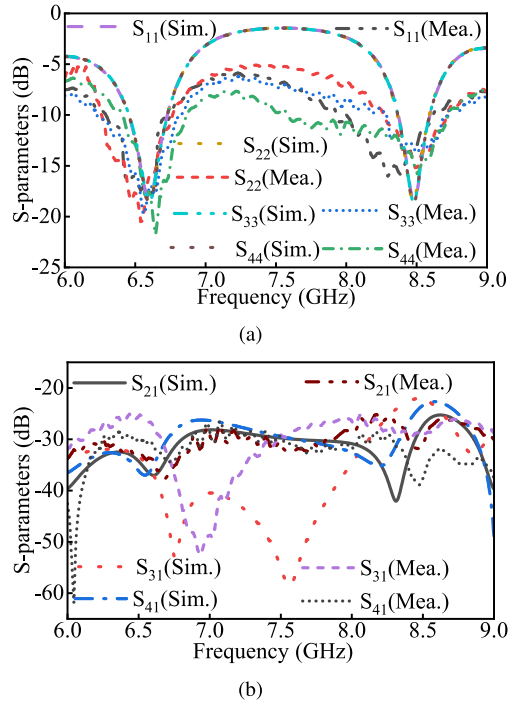 (a)
S-parameters (dB)
0
-5
-10
-15
-20
-25
S11(Sim.)
S11(Mea.)
S22(Sim.)
S22(Mea.)
S33(Sim.)
S33(Mea.)
S44(Sim.)
S44(Mea.)
6.0 6.5 7.0 7.5 8.0 8.5 9.0
Frequency (GHz)
(a)
S-parameters (dB)
-20
-30
-40
-50
-60
S21(Sim.)
S21(Mea.)
S31(Sim.)
S31(Mea.)
S41(Sim.)
S41(Mea.)
6.0 6.5 7.0 7.5 8.0 8.5 9.0
Frequency (GHz)
(b)